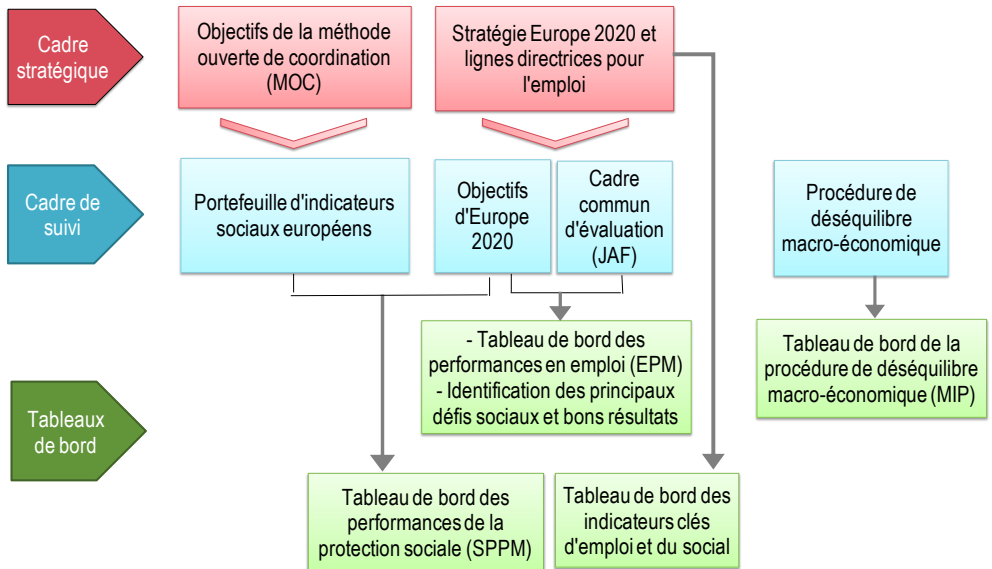 Cadre
stratégique
Objectifs de la méthode
ouverte de coordination
(MOC)
Stratégie Europe 2020 et
lignes directrices pour
l'emploi
Cadre de
suivi
Portefeuille d'indicateurs
sociaux européens
Objectifs
d'Europe
2020
Cadre
commun
d'évaluation
(JAF)
Procédure de
déséquilibre
macro-économique
Tableaux
de bord
- Tableau de bord des
performances en emploi (EPM)
- Identification des principaux
défis sociaux et bons résultats
Tableau de bord de la
procédure de déséquilibre
macro-économique (MIP)
Tableau de bord des
performances de la
protection sociale (SPPM)
Tableau de bord des
indicateurs clés
d'emploi et du social